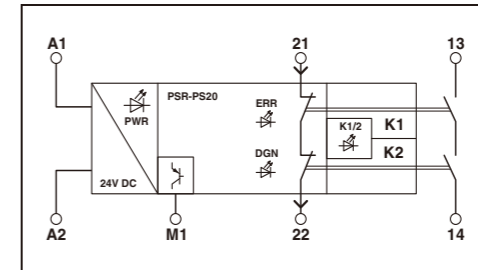 A1 21 13
PSR-PS20 ERR
PWR K1/2 K1
DGN K2
24V DC
A2 M1 22 14